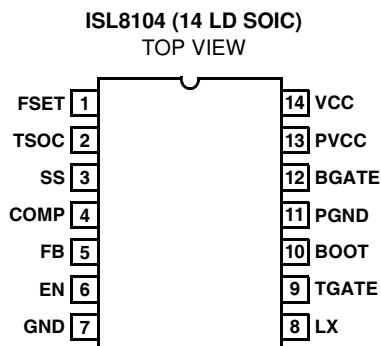 ISL8104 (14 LD SOIC)
TOP VIEW
FSET 1 14 VCC
TSOC 2 13 PVCC
SS 3 12 BGATE
COMP 4 11 PGND
FB 5 10 BOOT
EN 6 9 TGATE
GND 7 8 LX